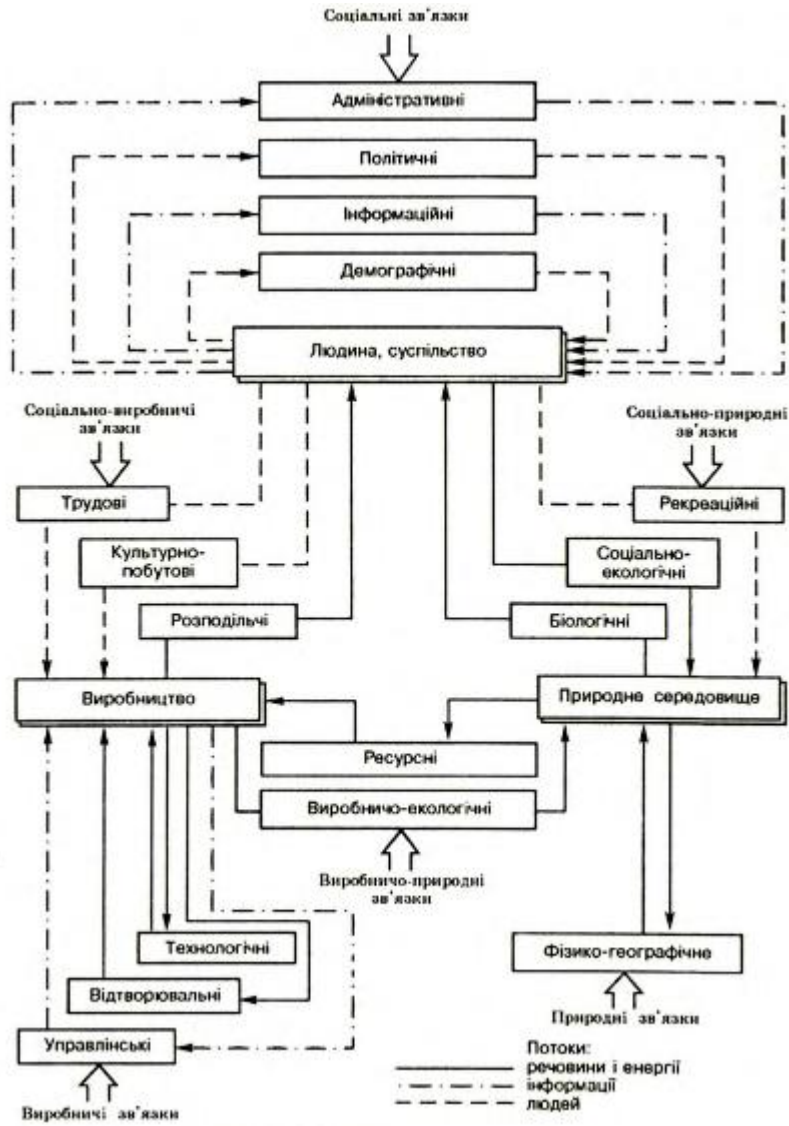 Соціальні зв'язки
Адміністративні
Політичні
Інформаційні
Демографічні
Людина, суспільство
Соціально-виробничі
зв'язки
Соціально-природні
зв'язки
Трудові
Рекреаційні
Культурно-
побутові
Соціально-
екологічні
Розподільчі
Біологічні
Виробництво
Природне середовище
Ресурсні
Виробничо-екологічні
Виробничо-природні
зв'язки
Технологічні
Фізико-географічне
Відтворювальні
Природні зв'язки
Управлінські
Потоки:
речовини і енергії
інформації
людей
Виробничі зв'язки